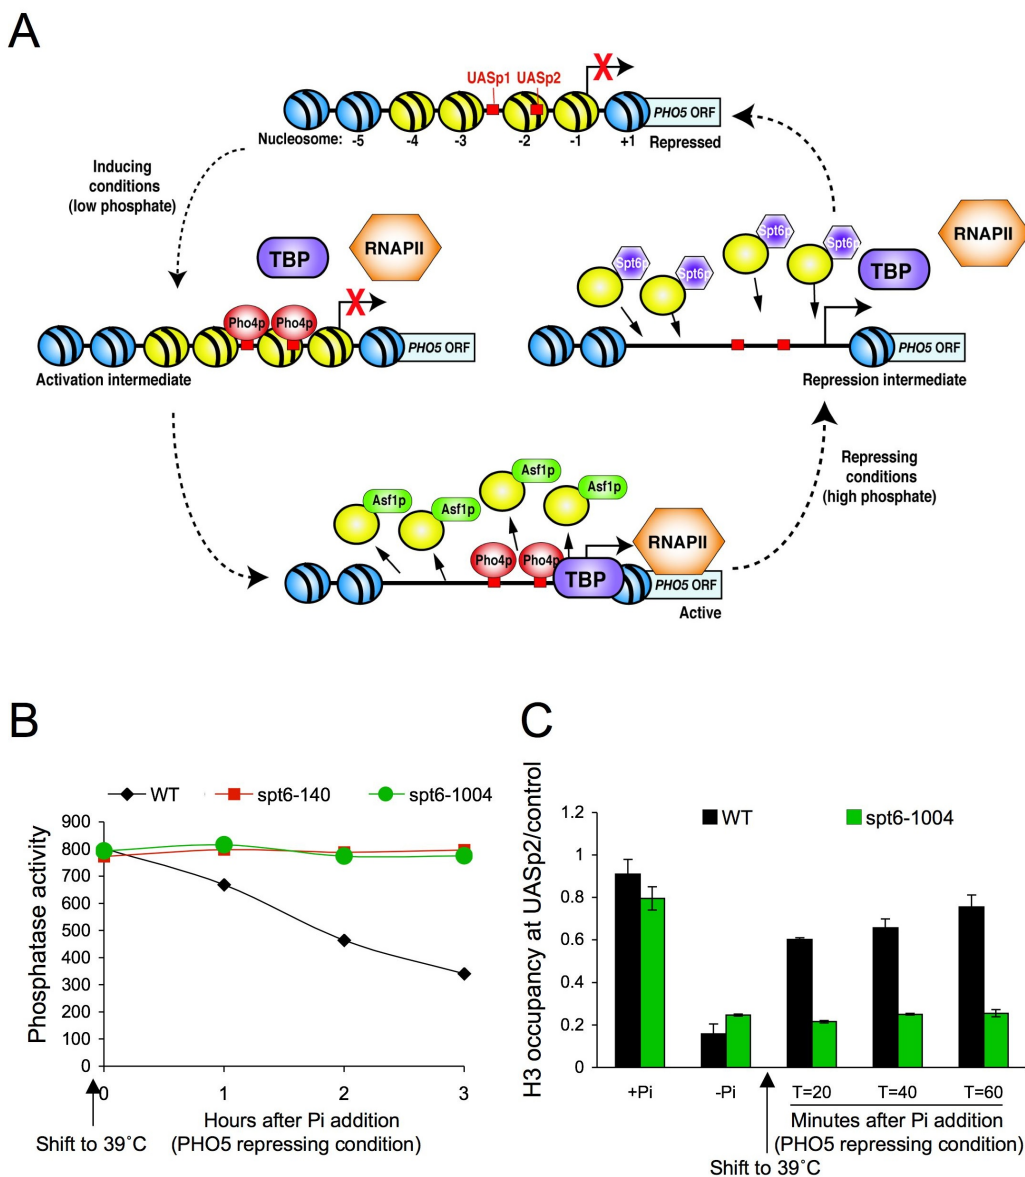 A
UASp1 UASp2
X
PHO5 ORF
Nucleosome: -5 -4 -3 -2 -1 +1 Repressed
Inducing
conditions
(low phosphate)
TBP
RNAPII
X
Pho4p Pho4p
PHO5 ORF
Activation intermediate
Spt6p
Spt6p
Spt6p
Spt6p
TBP
RNAPII
PHO5 ORF
Repression intermediate
Repressing
conditions
(high phosphate)
Asf1p
Asf1p
Asf1p
Asf1p
Pho4p Pho4p
TBP
RNAPII
PHO5 ORF
Active
B
WT spt6-140 spt6-1004
Phosphatase activity
900
800
700
600
500
400
300
200
100
0
0 1 2 3
Hours after Pi addition
(PHO5 repressing condition)
Shift to 39˚C
C
WT spt6-1004
H3 occupancy at UASp2/control
1.2
1
0.8
0.6
0.4
0.2
0
+Pi -Pi T=20 T=40 T=60
Minutes after Pi addition
(PHO5 repressing condition)
Shift to 39˚C